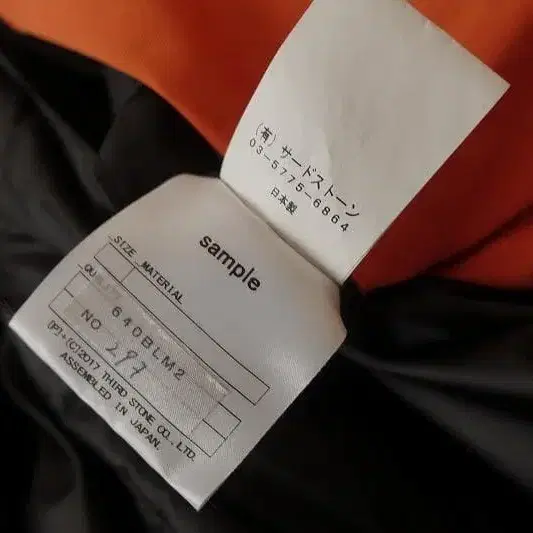 (有) サードストーン
03-5775-6864
日本製
sample
SIZE MATERIAL
640BLM2
NO 297
(P)+(C)2017 THIRD STONE CO., LTD.
ASSEMBLED IN JAPAN.